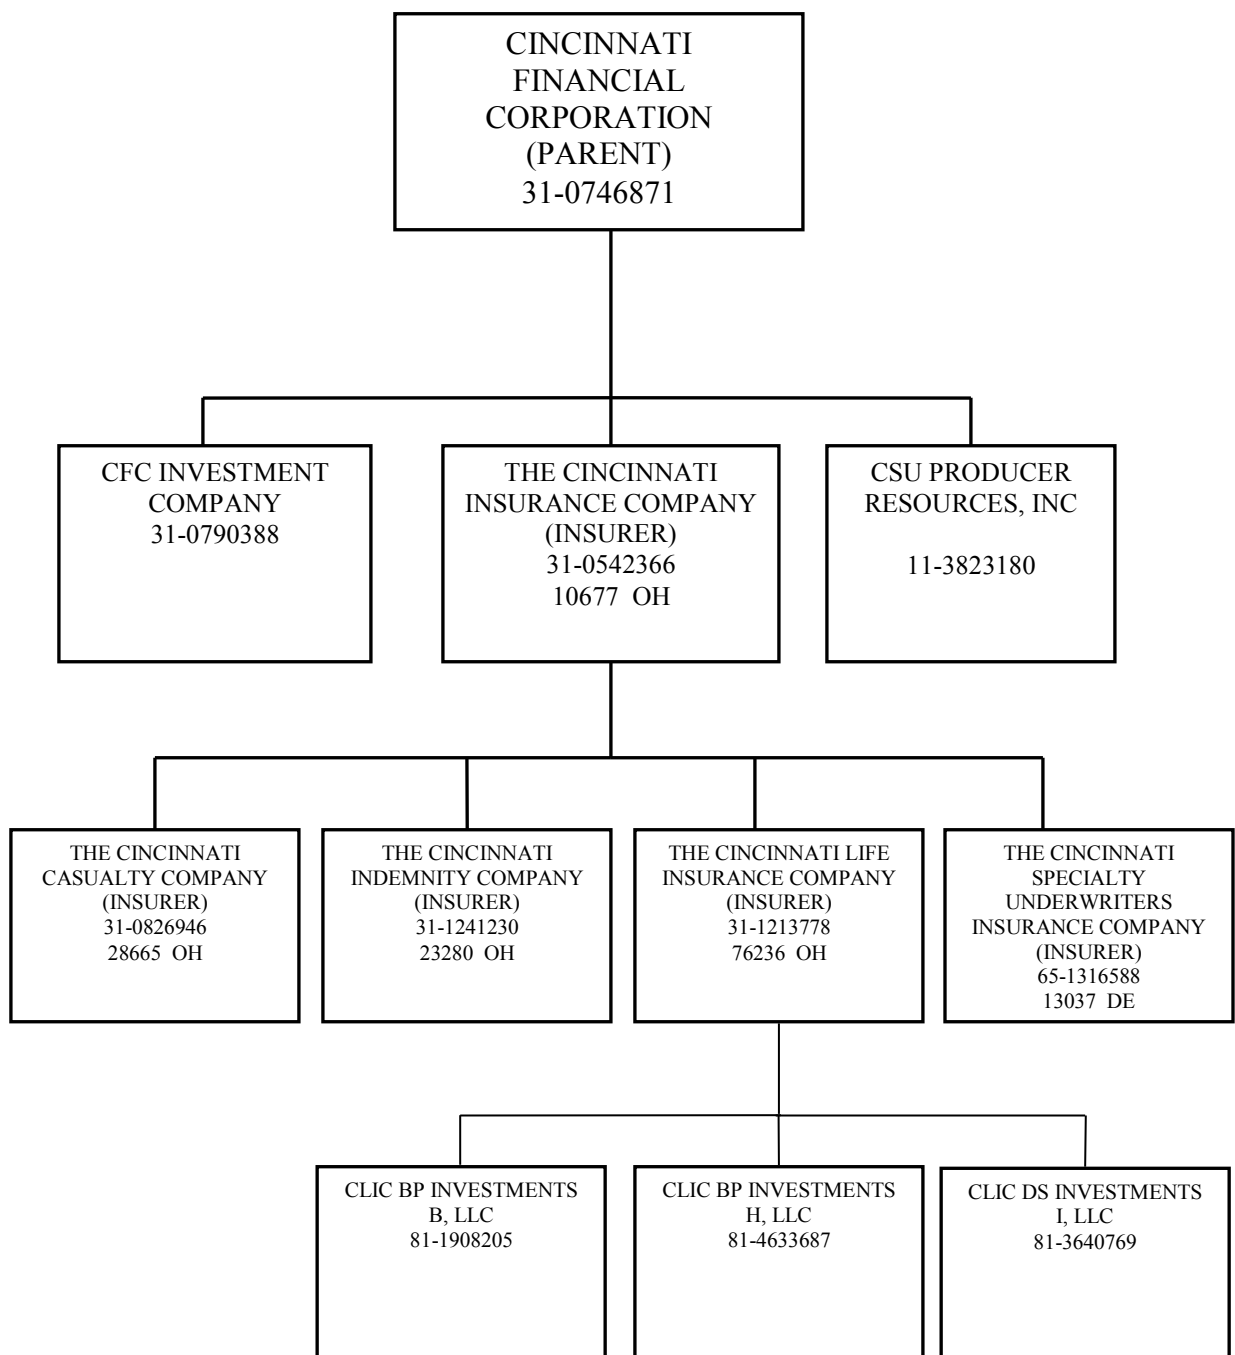 CINCINNATI
FINANCIAL
CORPORATION
(PARENT)
31-0746871
CFC INVESTMENT
COMPANY
31-0790388
THE CINCINNATI
INSURANCE COMPANY
(INSURER)
31-0542366
10677 OH
CSU PRODUCER
RESOURCES, INC
11-3823180
THE CINCINNATI
CASUALTY COMPANY
(INSURER)
31-0826946
28665 OH
THE CINCINNATI
INDEMNITY COMPANY
(INSURER)
31-1241230
23280 OH
THE CINCINNATI LIFE
INSURANCE COMPANY
(INSURER)
31-1213778
76236 OH
THE CINCINNATI
SPECIALTY
UNDERWRITERS
INSURANCE COMPANY
(INSURER)
65-1316588
13037 DE
CLIC BP INVESTMENTS
B, LLC
81-1908205
CLIC BP INVESTMENTS
H, LLC
81-4633687
CLIC DS INVESTMENTS
I, LLC
81-3640769